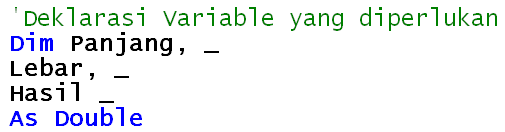 'Deklarasi Variable yang diperlukan
Dim Panjang, _
Lebar, _
Hasil _
As Double